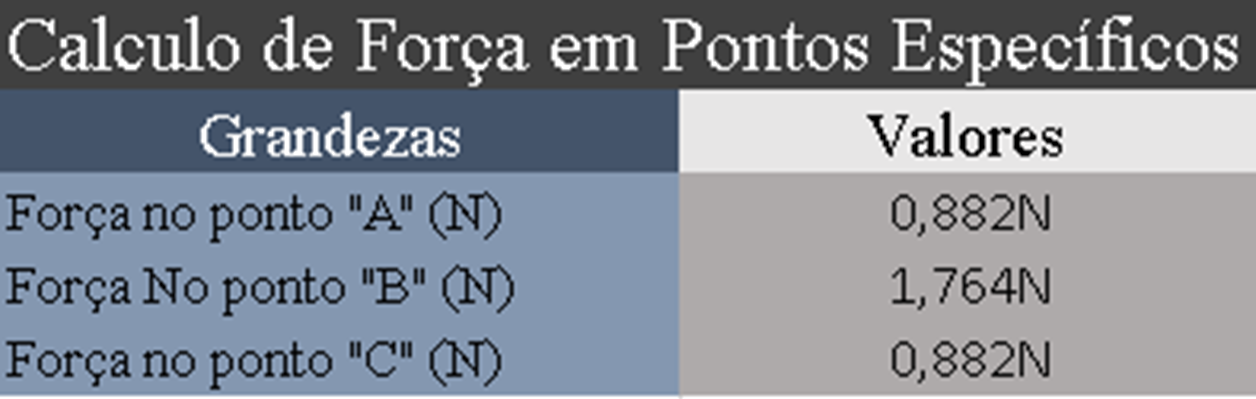 Calculo de Força em Pontos Específicos
Grandezas Valores
Força no ponto "A" (N) 0,882N
Força No ponto "B" (N) 1,764N
Força no ponto "C" (N) 0,882N